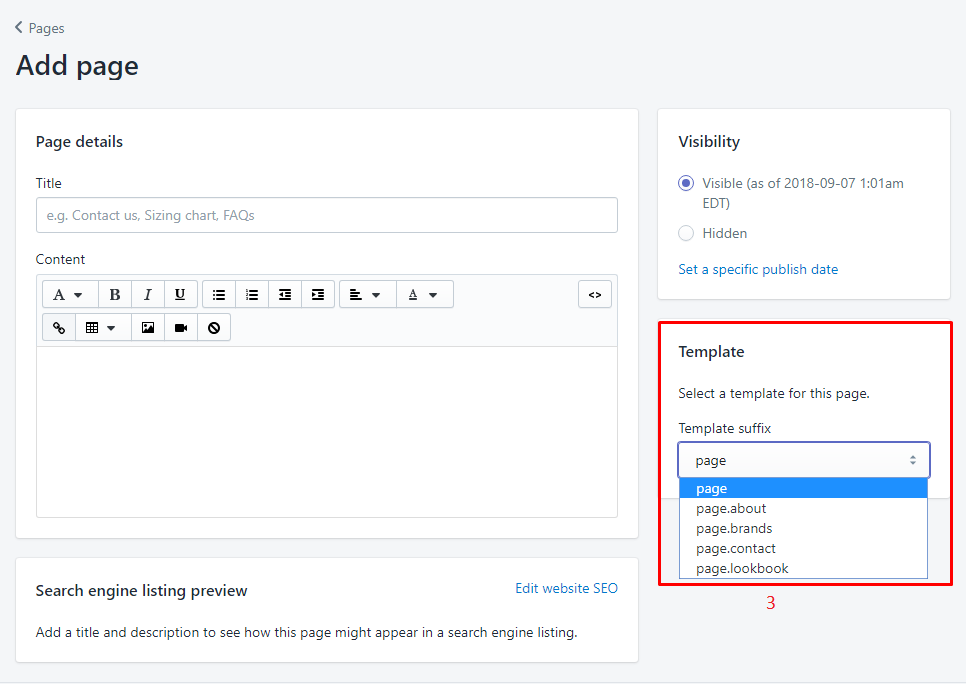 Pages
Add page
Page details
Title
e.g. Contact us, Sizing chart, FAQs
Content
A B I U A <>
Search engine listing preview
Edit website SEO
Add a title and description to see how this page might appear in a search engine listing.
Visibility
Visible (as of 2018-09-07 1:01am
EDT)
Hidden
Set a specific publish date
Template
Select a template for this page.
Template suffix
page
page
page.about
page.brands
page.contact
page.lookbook
3